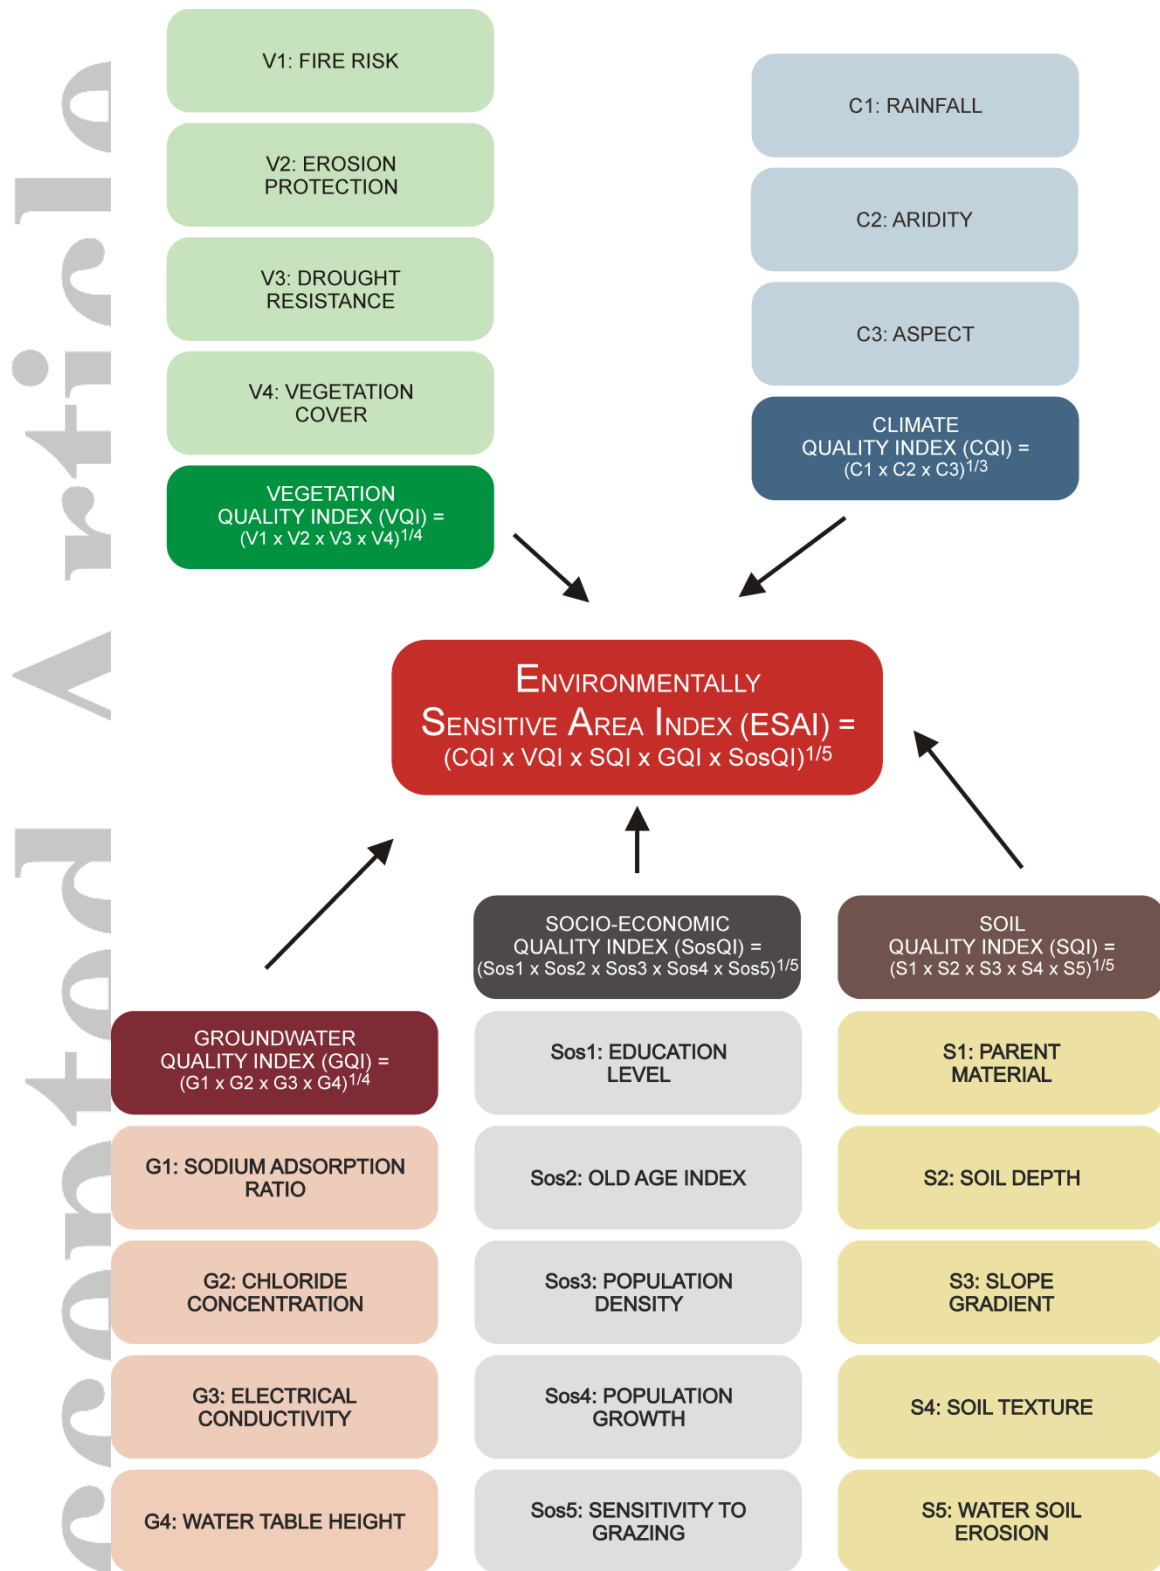 V1: FIRE RISK
V2: EROSION
PROTECTION
V3: DROUGHT
RESISTANCE
V4: VEGETATION
COVER
VEGETATION
QUALITY INDEX (VQI) =
(V1 x V2 x V3 x V4)^1/4
C1: RAINFALL
C2: ARIDITY
C3: ASPECT
CLIMATE
QUALITY INDEX (CQI) =
(C1 x C2 x C3)^1/3
ENVIRONMENTALLY
SENSITIVE AREA INDEX (ESAI) =
(CQI x VQI x SQI x GQI x SosQI)^1/5
GROUNDWATER
QUALITY INDEX (GQI) =
(G1 x G2 x G3 x G4)^1/4
G1: SODIUM ADSORPTION
RATIO
G2: CHLORIDE
CONCENTRATION
G3: ELECTRICAL
CONDUCTIVITY
G4: WATER TABLE HEIGHT
SOCIO-ECONOMIC
QUALITY INDEX (SosQI) =
(Sos1 x Sos2 x Sos3 x Sos4 x Sos5)^1/5
Sos1: EDUCATION
LEVEL
Sos2: OLD AGE INDEX
Sos3: POPULATION
DENSITY
Sos4: POPULATION
GROWTH
Sos5: SENSITIVITY TO
GRAZING
SOIL
QUALITY INDEX (SQI) =
(S1 x S2 x S3 x S4 x S5)^1/5
S1: PARENT
MATERIAL
S2: SOIL DEPTH
S3: SLOPE
GRADIENT
S4: SOIL TEXTURE
S5: WATER SOIL
EROSION
cepted Article